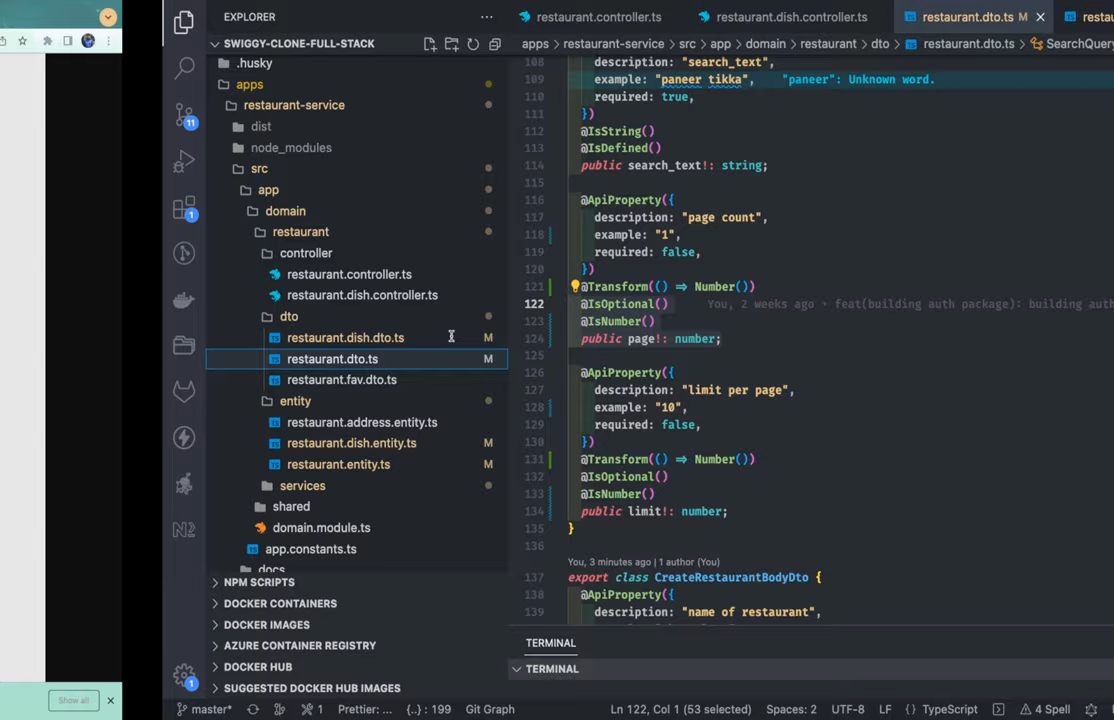 EXPLORER
SWIGGY-CLONE-FULL-STACK
.husky
apps
restaurant-service
dist
node_modules
src
app
domain
restaurant
controller
restaurant.controller.ts
restaurant.dish.controller.ts
dto
restaurant.dish.dto.ts M
restaurant.dto.ts M
restaurant.fav.dto.ts
entity
restaurant.address.entity.ts
restaurant.dish.entity.ts M
restaurant.entity.ts M
services
shared
domain.module.ts
app.constants.ts
docs
NPM SCRIPTS
DOCKER CONTAINERS
DOCKER IMAGES
AZURE CONTAINER REGISTRY
DOCKER HUB
SUGGESTED DOCKER HUB IMAGES
11
1
N2
1
Show all
restaurant.controller.ts restaurant.dish.controller.ts restaurant.dto.ts M
apps > restaurant-service > src > app > domain > restaurant > dto > restaurant.dto.ts > SearchQuery
108 description: "search_text",
109 example: "paneer tikka", "paneer": Unknown word.
110 required: true,
111 })
112 @IsString()
113 @IsDefined()
114 public search_text!: string;
115
116 @ApiProperty({
117 description: "page count",
118 example: "1",
119 required: false,
120 })
121 @Transform(() ⇒ Number())
122 @IsOptional() You, 2 weeks ago • feat(building auth package): building auth
123 @IsNumber()
124 public page!: number;
125
126 @ApiProperty({
127 description: "limit per page",
128 example: "10",
129 required: false,
130 })
131 @Transform(() ⇒ Number())
132 @IsOptional()
133 @IsNumber()
134 public limit!: number;
135 }
136
You, 3 minutes ago | 1 author (You)
137 export class CreateRestaurantBodyDto {
138 @ApiProperty({
139 description: "name of restaurant",
TERMINAL
TERMINAL
master* 1 Prettier: ... {..} : 199 Git Graph Ln 122, Col 1 (53 selected) Spaces: 2 UTF-8 LF {} TypeScript 4 Spell